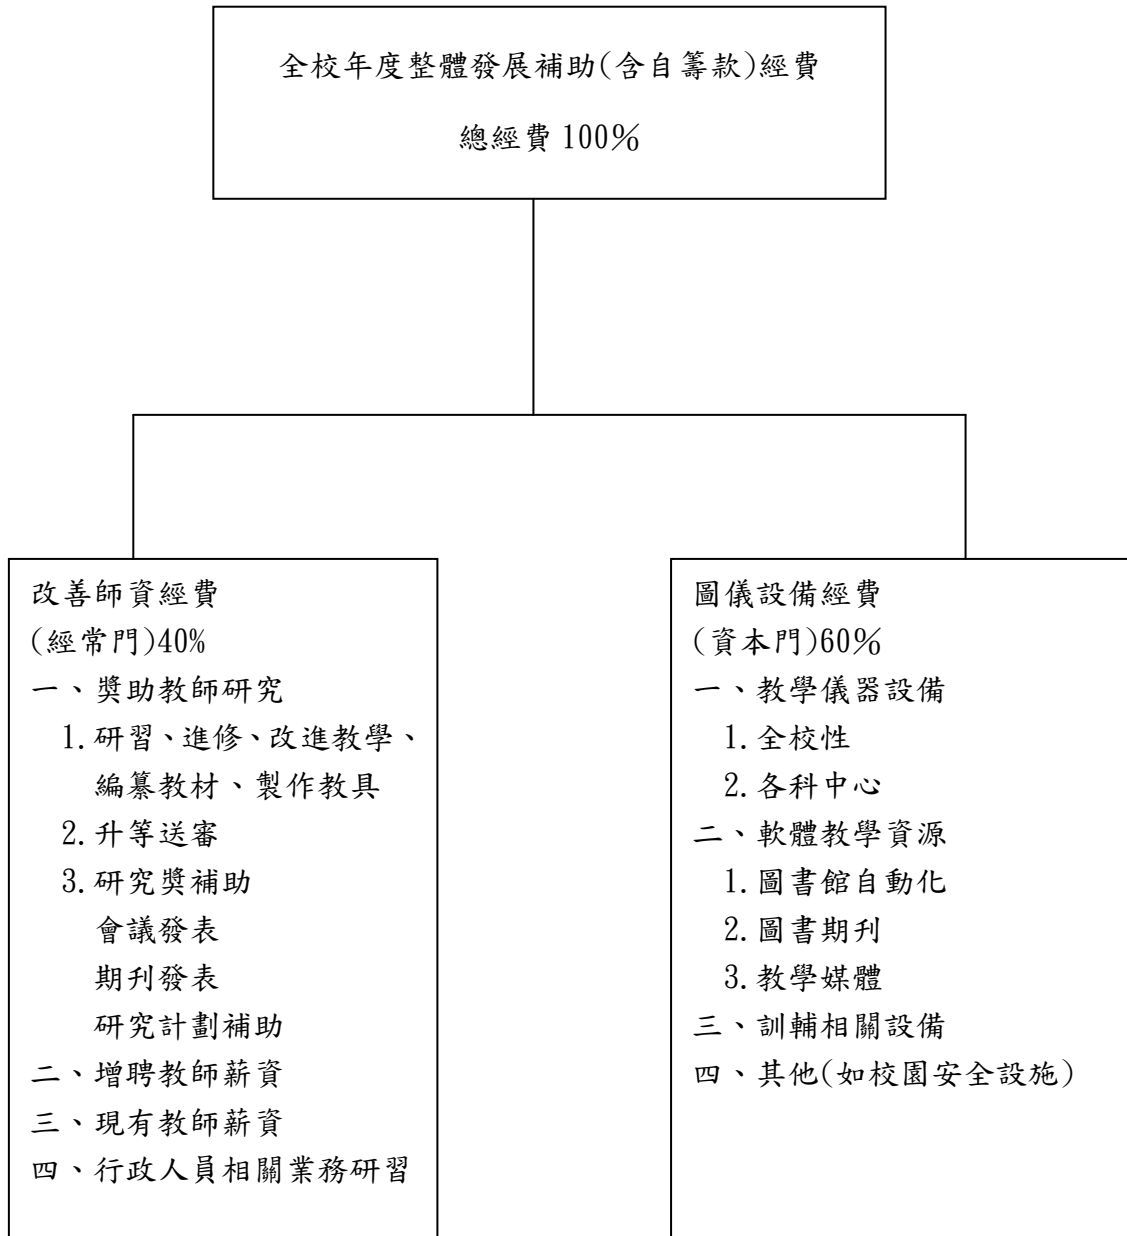 全校年度整體發展補助(含自籌款)經費
總經費 100％
改善師資經費
(經常門)40%
一、獎助教師研究
1.研習、進修、改進教學、
編纂教材、製作教具
2.升等送審
3.研究獎補助
會議發表
期刊發表
研究計劃補助
二、增聘教師薪資
三、現有教師薪資
四、行政人員相關業務研習
圖儀設備經費
(資本門)60％
一、教學儀器設備
1.全校性
2.各科中心
二、軟體教學資源
1.圖書館自動化
2.圖書期刊
3.教學媒體
三、訓輔相關設備
四、其他(如校園安全設施)